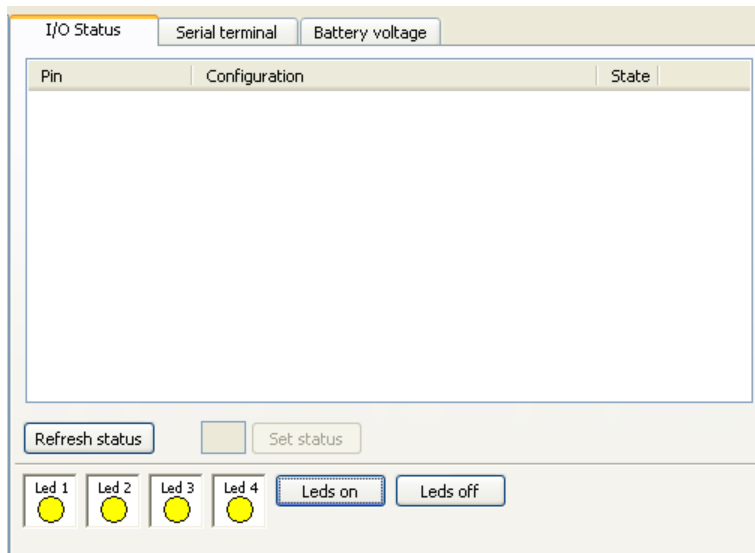 I/O Status Serial terminal Battery voltage
Pin Configuration State
Refresh status Set status
Led 1 Led 2 Led 3 Led 4 Leds on Leds off